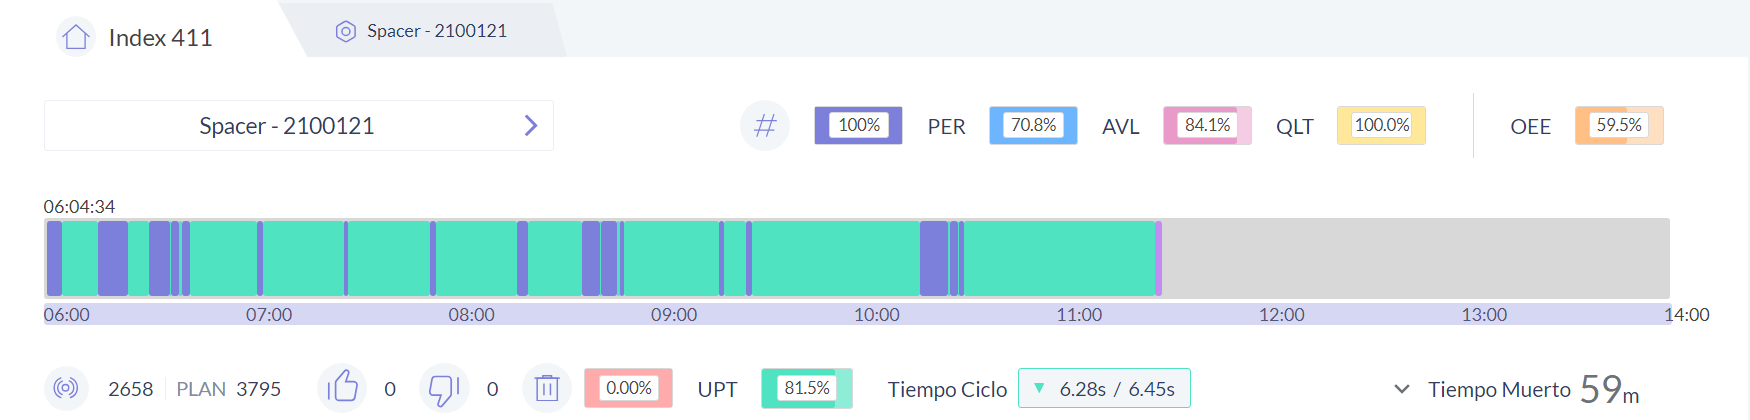 Index 411
Spacer - 2100121
Spacer - 2100121
# 100% PER 70.8% AVL 84.1% QLT 100.0% OEE 59.5%
06:04:34
06:00 07:00 08:00 09:00 10:00 11:00 12:00 13:00 14:00
2658 PLAN 3795 0 0 0.00% UPT 81.5% Tiempo Ciclo ▼ 6.28s / 6.45s Tiempo Muerto 59m